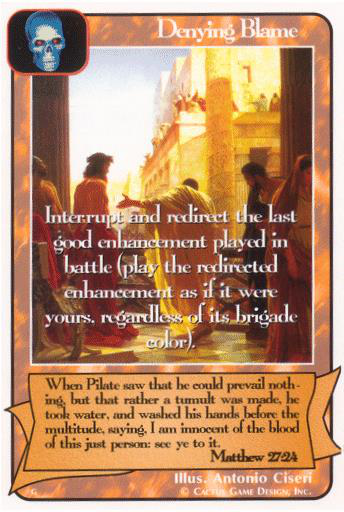 Denying Blame
Interrupt and redirect the last
good enhancement played in
battle (play the redirected
enhancement as if it were
yours, regardless of its brigade
color).
When Pilate saw that he could prevail noth-
ing, but that rather a tumult was made, he
took water, and washed his hands before the
multitude, saying, I am innocent of the blood
of this just person: see ye to it.
Matthew 27:24
Illus. Antonio Ciseri
G © Cactus Game Design, Inc.